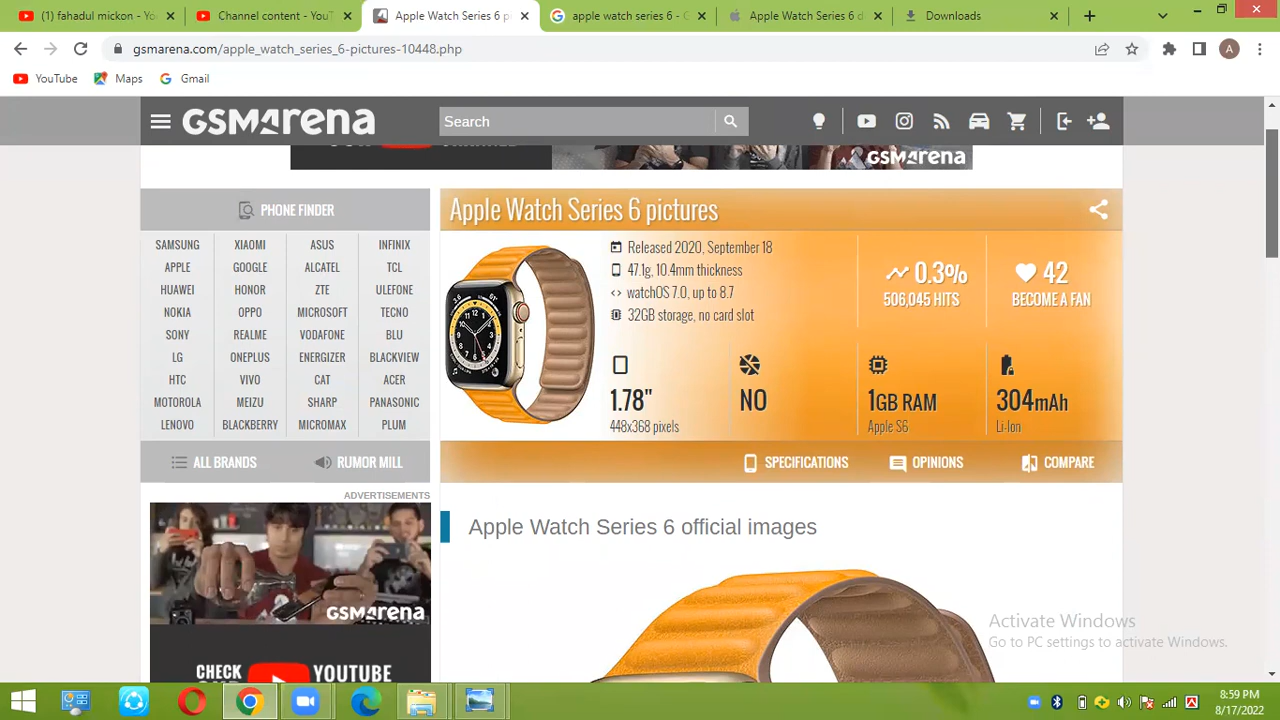 (1) fahadul mickon - Yo
Channel content - YouT
Apple Watch Series 6 p
apple watch series 6 - G
Apple Watch Series 6 d
Downloads
gsmarena.com/apple_watch_series_6-pictures-10448.php
A
YouTube
Maps
Gmail
GSMarena
Search
GSMarena
PHONE FINDER
SAMSUNG XIAOMI ASUS INFINIX
APPLE GOOGLE ALCATEL TCL
HUAWEI HONOR ZTE ULEFONE
NOKIA OPPO MICROSOFT TECNO
SONY REALME VODAFONE BLU
LG ONEPLUS ENERGIZER BLACKVIEW
HTC VIVO CAT ACER
MOTOROLA MEIZU SHARP PANASONIC
LENOVO BLACKBERRY MICROMAX PLUM
ALL BRANDS RUMOR MILL
Apple Watch Series 6 pictures
Released 2020, September 18
47.1g, 10.4mm thickness
watchOS 7.0, up to 8.7
32GB storage, no card slot
0.3%
506,045 HITS
42
BECOME A FAN
1.78"
448x368 pixels
NO
1GB RAM
Apple S6
304mAh
Li-Ion
SPECIFICATIONS OPINIONS COMPARE
ADVERTISEMENTS
GSMarena
CHECK
YOUTUBE
Apple Watch Series 6 official images
Activate Windows
Go to PC settings to activate Windows.
8:59 PM
8/17/2022